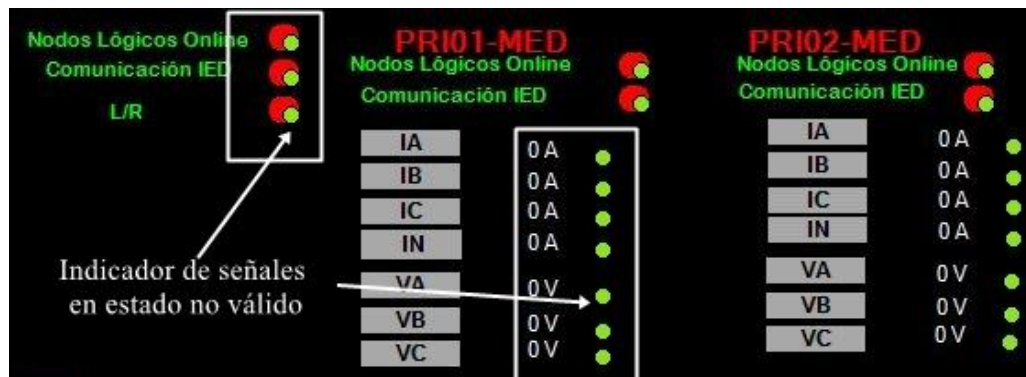 Nodos Lógicos Online
Comunicación IED
L/R
Indicador de señales
en estado no válido
PRI01-MED
Nodos Lógicos Online
Comunicación IED
IA 0 A
IB 0 A
IC 0 A
IN 0 A
VA 0 V
VB 0 V
VC 0 V
PRI02-MED
Nodos Lógicos Online
Comunicación IED
IA 0 A
IB 0 A
IC 0 A
IN 0 A
VA 0 V
VB 0 V
VC 0 V